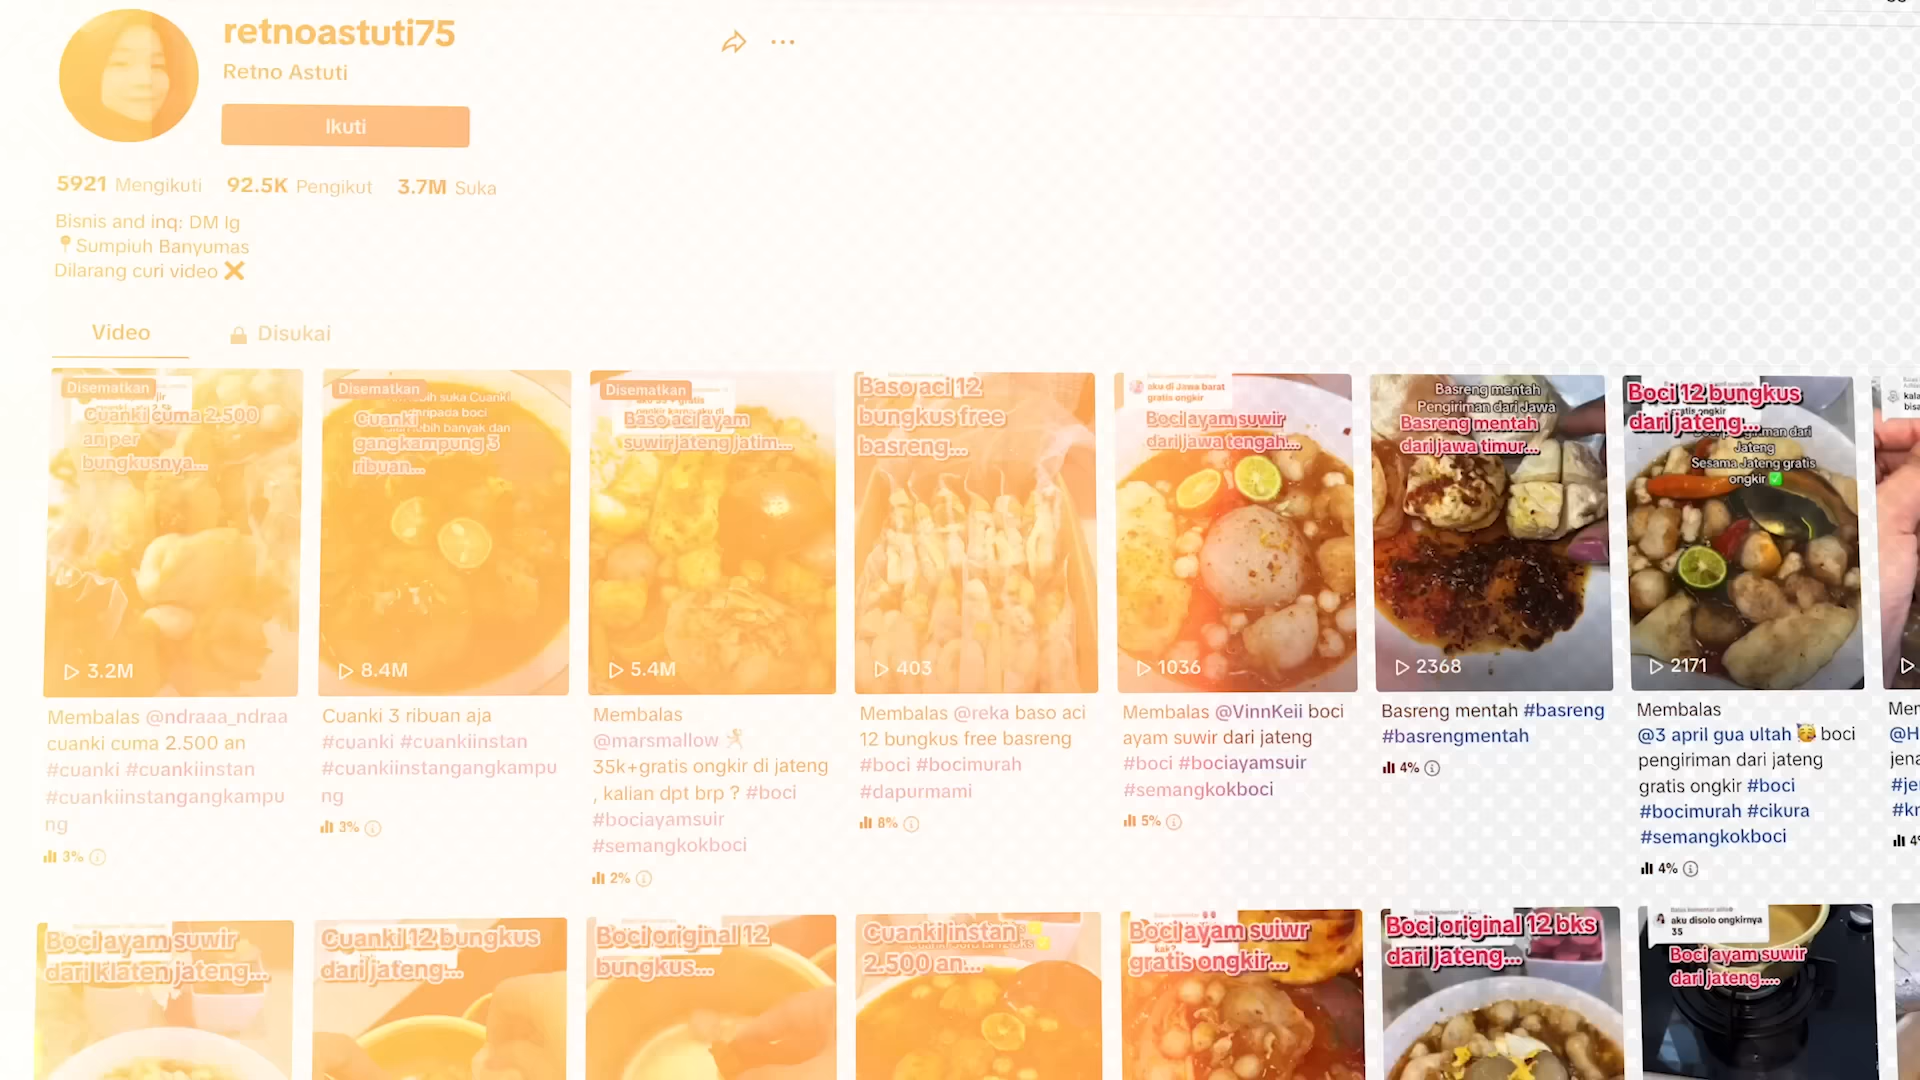 retnoastuti75
Retno Astuti
Ikuti
5921 Mengikuti 92.5K Pengikut 3.7M Suka
Bisnis and inq: DM Ig
Sumpiuh Banyumas
Dilarang curi video
Video
Disukai
Disematkan
Cuanki cuma 2.500
an per
bungkusnya...
3.2M
Membalas @ndraaa_ndraa
cuanki cuma 2.500 an
#cuanki #cuankiinstan
#cuankiinstangangkampu
ng
3%
Disematkan
Cuanki
gangkampung 3
ribuan...
8.4M
Cuanki 3 ribuan aja
#cuanki #cuankiinstan
#cuankiinstangangkampu
ng
3%
Disematkan
Baso aci ayam
suwir jateng jatim...
5.4M
Membalas
@marsmallow
35k+gratis ongkir di jateng
, kalian dpt brp ? #boci
#bociayamsuir
#semangkokboci
2%
Baso aci 12
bungkus free
basreng...
403
Membalas @reka baso aci
12 bungkus free basreng
#boci #bocimurah
#dapurmami
8%
aku di Jawa barat
gratis ongkir
Boci ayam suwir
dari jawa tengah...
1036
Membalas @VinnKeii boci
ayam suwir dari jateng
#boci #bociayamsuir
#semangkokboci
5%
Basreng mentah
Pengiriman dari Jawa
Basreng mentah
dari jawa timur...
2368
Basreng mentah #basreng
#basrengmentah
4%
Boci 12 bungkus
dari jateng...
Jateng
Sesama Jateng gratis
ongkir
2171
Membalas
@3 april gua ultah boci
pengiriman dari jateng
gratis ongkir #boci
#bocimurah #cikura
#semangkokboci
4%
Boci ayam suwir
dari klaten jateng...
Cuanki 12 bungkus
dari jateng...
Boci original 12
bungkus...
Cuanki instan
2.500 an...
Boci ayam suiwr
gratis ongkir...
Boci original 12 bks
dari jateng...
aku disolo ongkirnya
35
Boci ayam suwir
dari jateng....